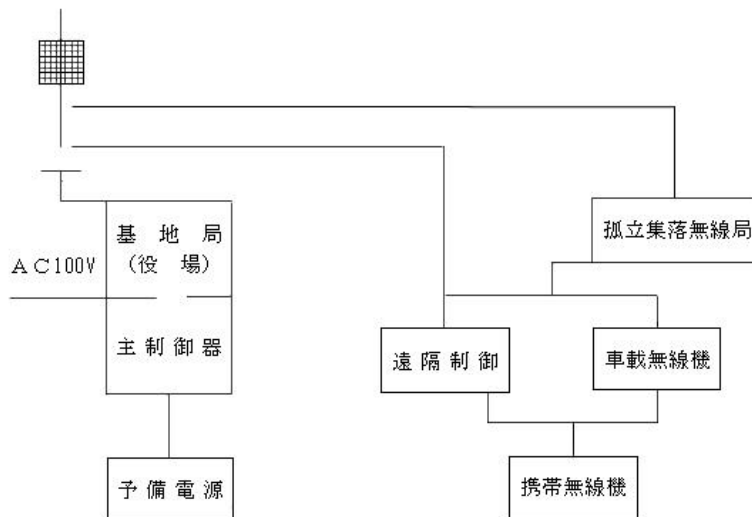 基地局
(役場)
AC100V
孤立集落無線局
主制御器
遠隔制御
車載無線機
予備電源
携帯無線機